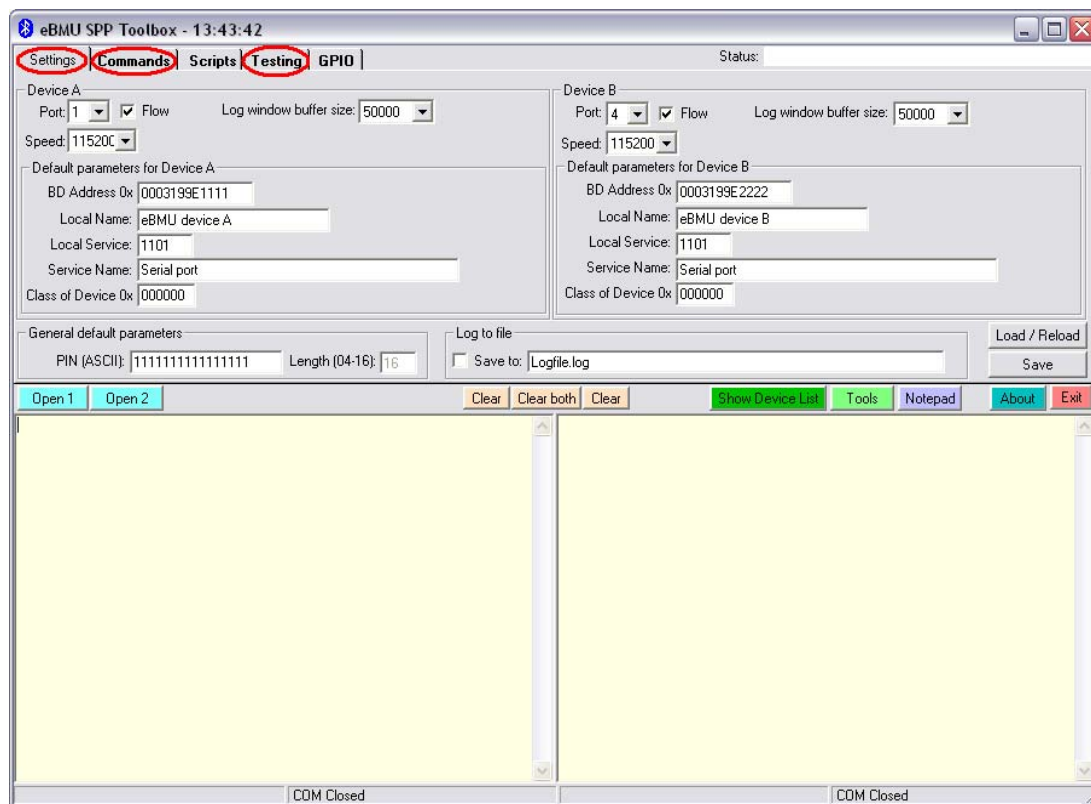 eBMU SPP Toolbox - 13:43:42
Settings Commands Scripts Testing GPIO Status:
Device A
Port: 1 Flow Log window buffer size: 50000
Speed: 115200
Default parameters for Device A
BD Address 0x 0003199E1111
Local Name: eBMU device A
Local Service: 1101
Service Name: Serial port
Class of Device 0x 000000
Device B
Port: 4 Flow Log window buffer size: 50000
Speed: 115200
Default parameters for Device B
BD Address 0x 0003199E2222
Local Name: eBMU device B
Local Service: 1101
Service Name: Serial port
Class of Device 0x 000000
General default parameters
PIN (ASCII): 1111111111111111 Length (04-16): 16
Log to file
Save to: Logfile.log
Load / Reload
Save
Open 1 Open 2 Clear Clear both Clear Show Device List Tools Notepad About Exit
COM Closed COM Closed